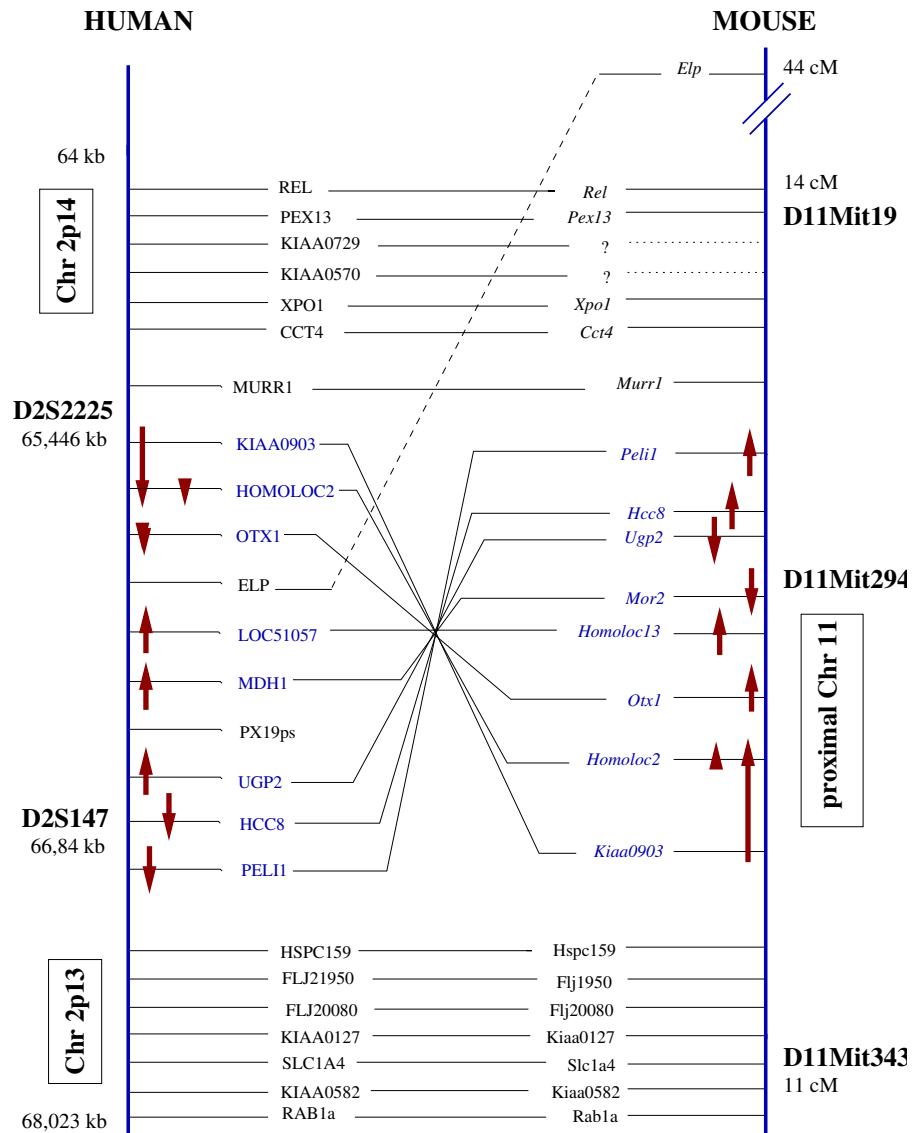 HUMAN
MOUSE
Elp
44 cM
64 kb
REL
Rel
14 cM
PEX13
Pex13
D11Mit19
KIAA0729
?
KIAA0570
?
Chr 2p14
XPO1
Xpo1
CCT4
Cct4
MURR1
Murr1
D2S2225
65,446 kb
KIAA0903
Peli1
HOMOLOC2
Hcc8
OTX1
Ugp2
ELP
D11Mit294
Mor2
LOC51057
Homoloc13
MDH1
Otx1
PX19ps
Homoloc2
proximal Chr 11
UGP2
D2S147
HCC8
66,84 kb
Kiaa0903
PELI1
HSPC159
Hspc159
FLJ21950
Flj1950
Chr 2p13
FLJ20080
Flj20080
KIAA0127
Kiaa0127
SLC1A4
Slc1a4
D11Mit343
11 cM
KIAA0582
Kiaa0582
68,023 kb
RAB1a
Rab1a